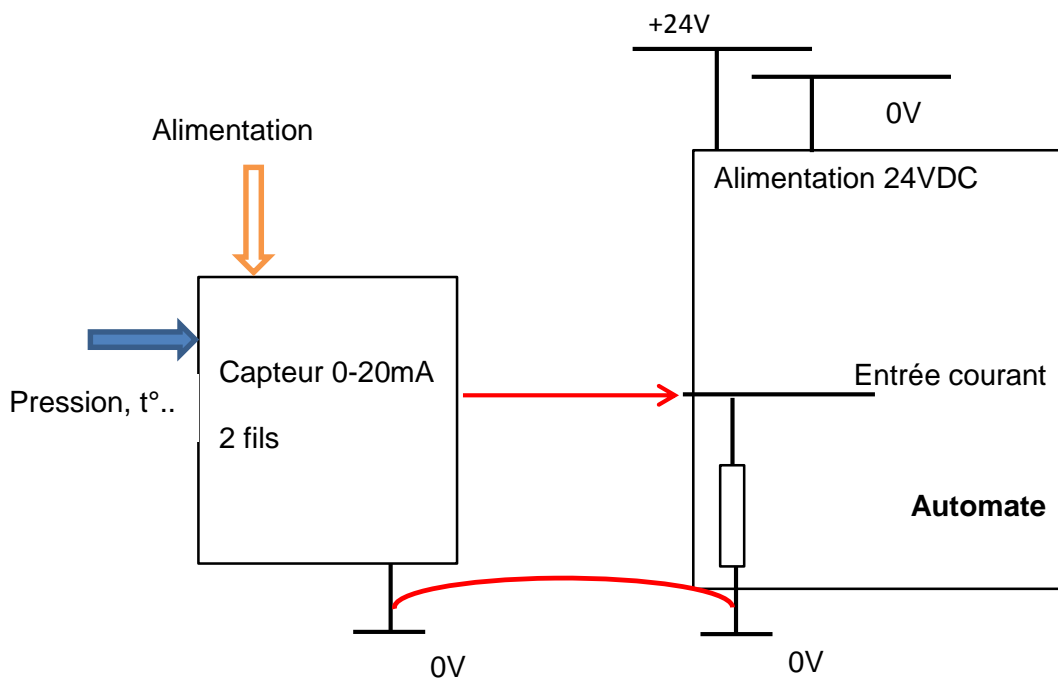 +24V
0V
Alimentation
Alimentation 24VDC
Capteur 0-20mA
Entrée courant
Pression, t°..
2 fils
Automate
0V
0V